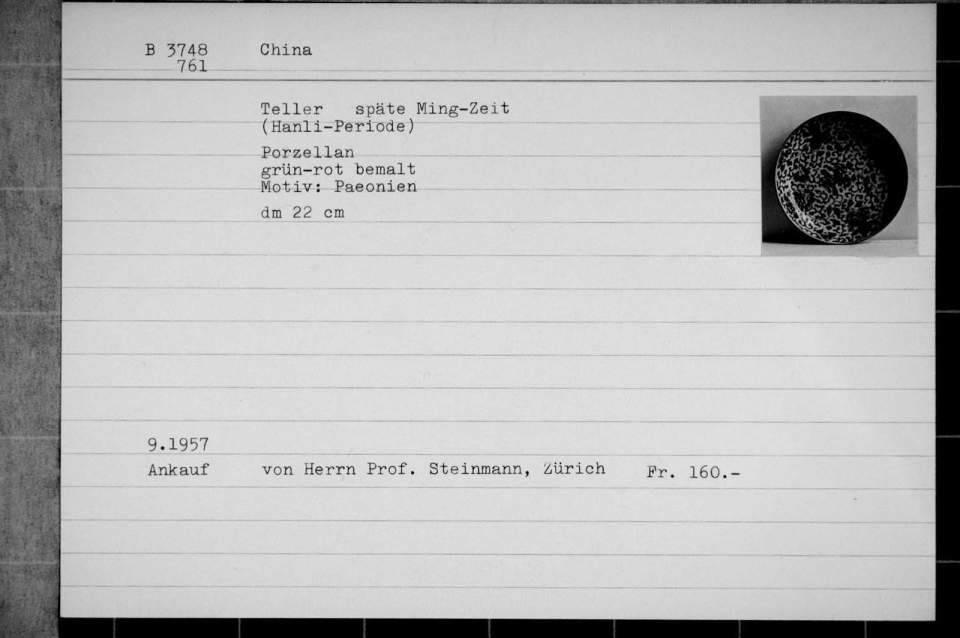 B 3748 China
761
Teller späte Ming-Zeit
(Hanli-Periode)
Porzellan
grün-rot bemalt
Motiv: Paeonien
dm 22 cm
9.1957
Ankauf von Herrn Prof. Steinmann, Zürich Fr. 160.-